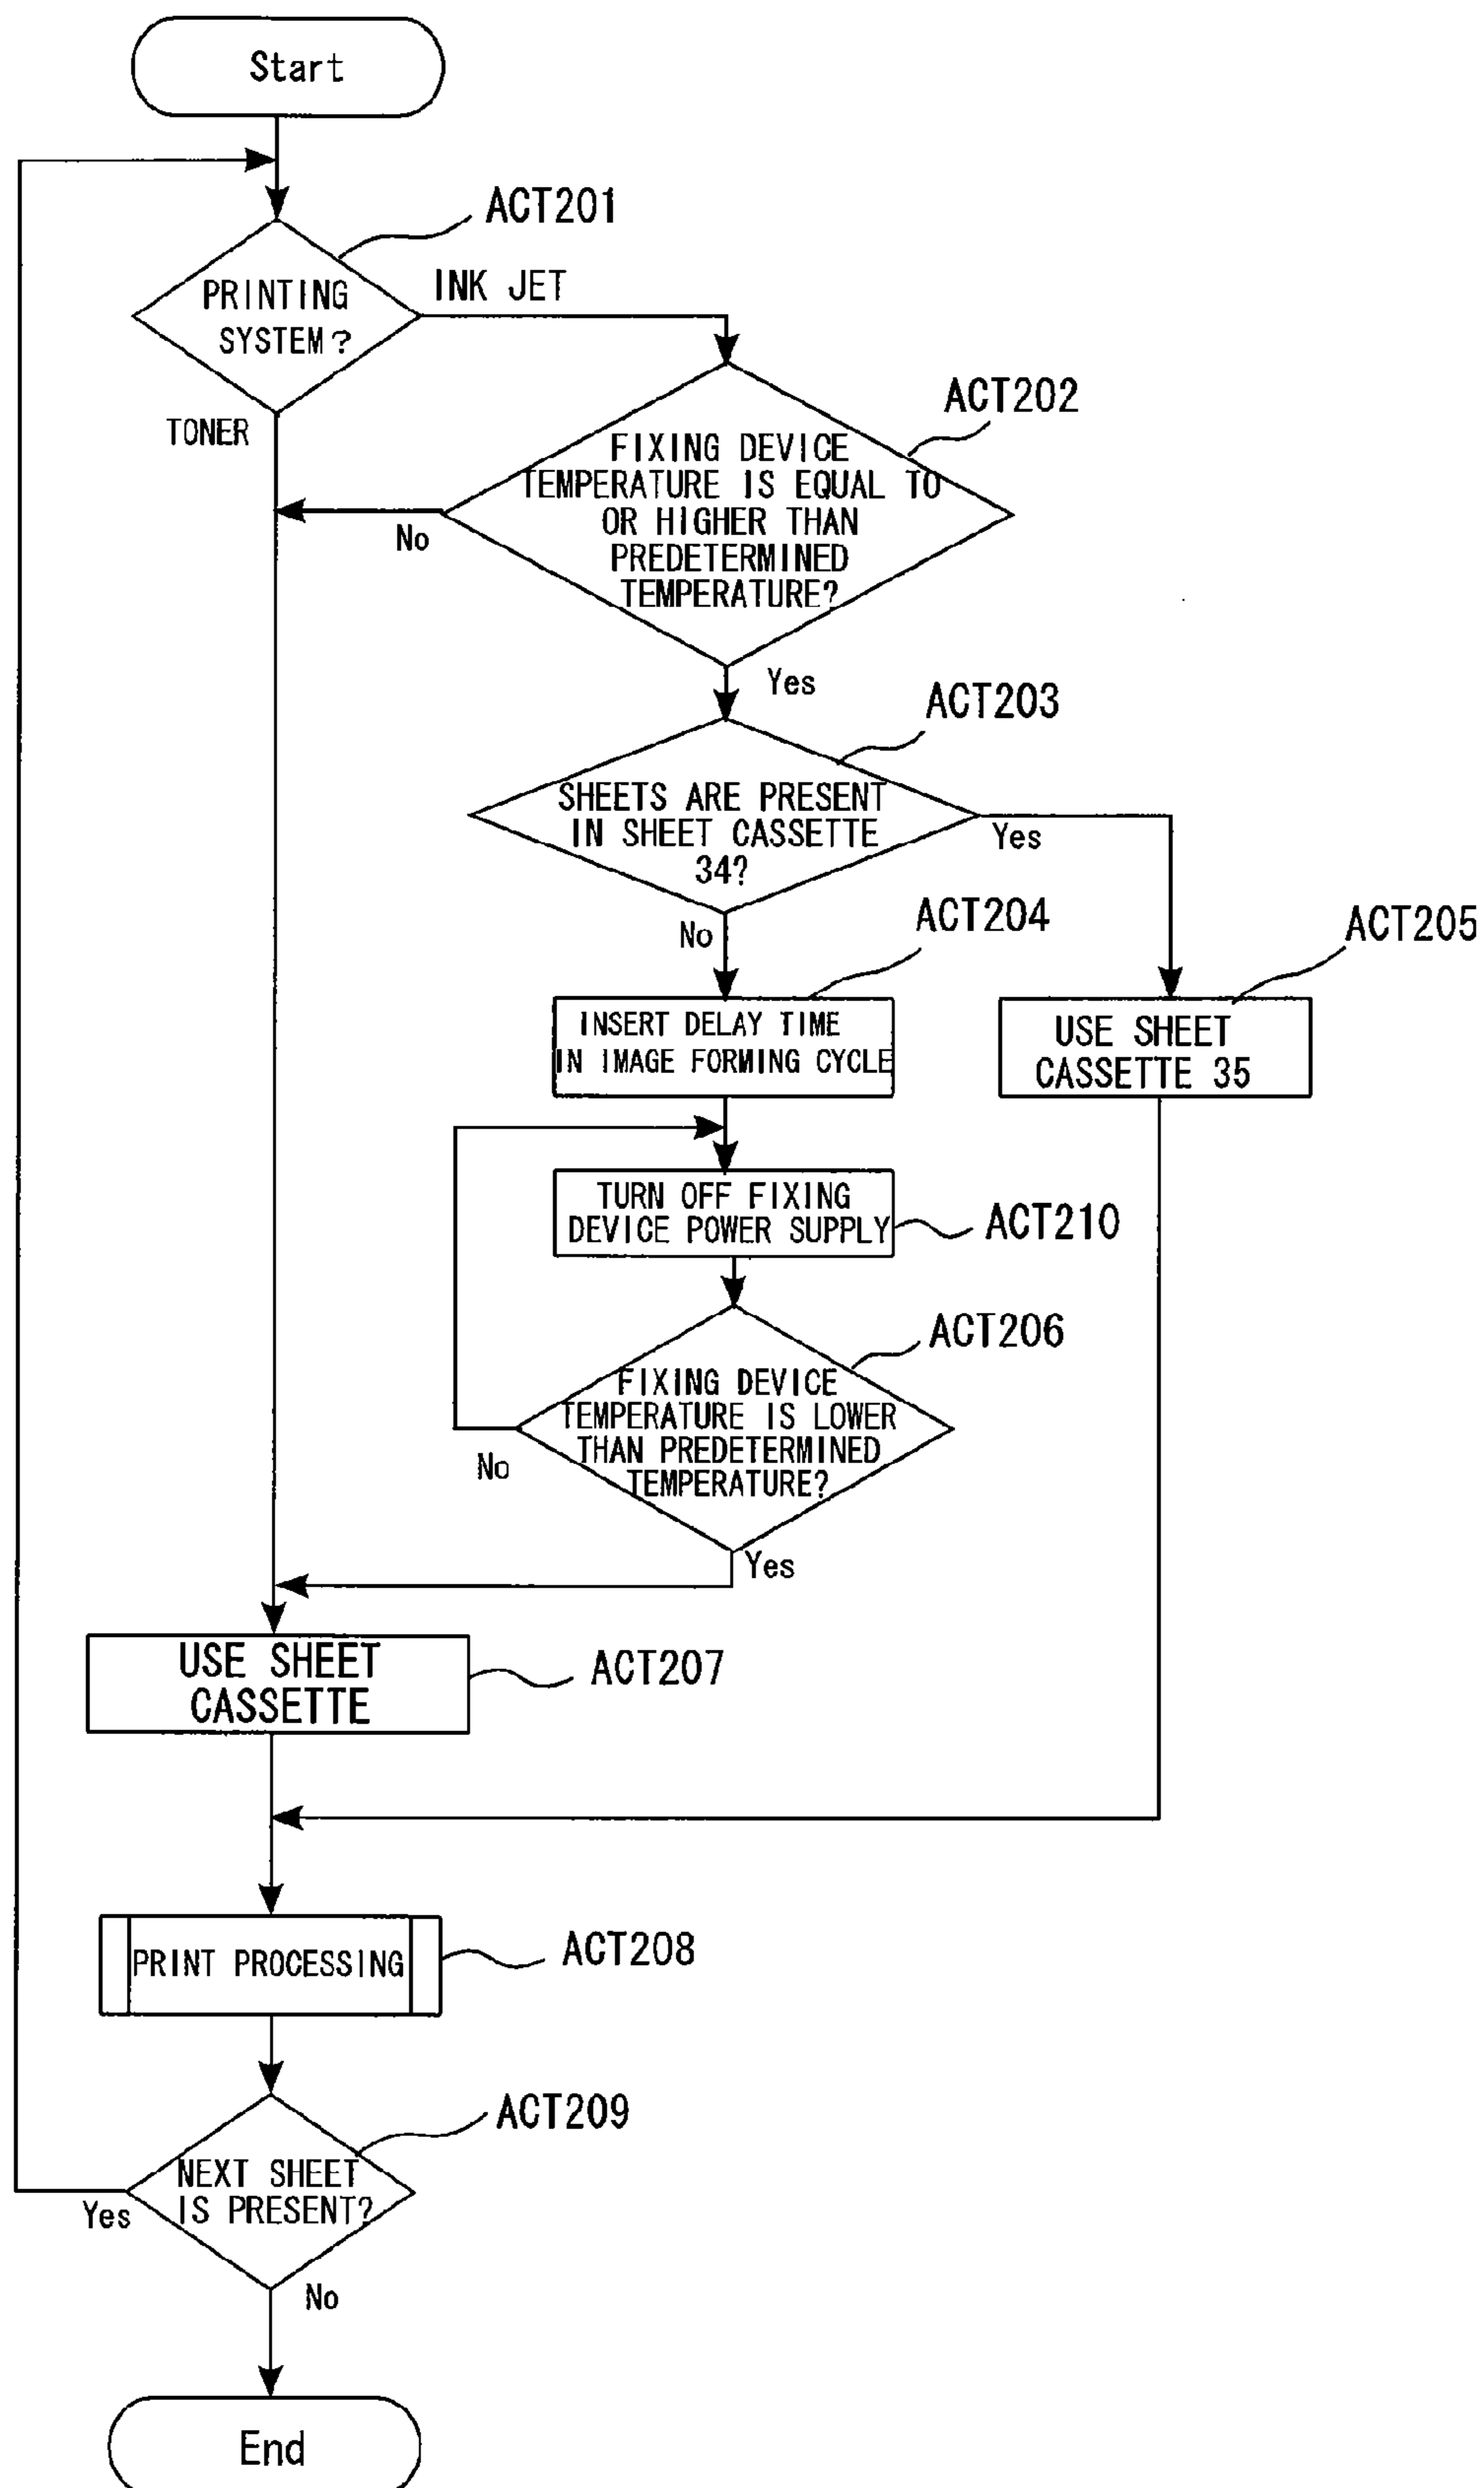 Start
ACT201
PRINTING
SYSTEM?
INK JET
TONER
ACT202
FIXING DEVICE
TEMPERATURE IS EQUAL TO
OR HIGHER THAN
PREDETERMINED
TEMPERATURE?
No
Yes
ACT203
SHEETS ARE PRESENT
IN SHEET CASSETTE
34?
Yes
No
ACT204
ACT205
INSERT DELAY TIME
IN IMAGE FORMING CYCLE
USE SHEET
CASSETTE 35
TURN OFF FIXING
DEVICE POWER SUPPLY
ACT210
ACT206
FIXING DEVICE
TEMPERATURE IS LOWER
THAN PREDETERMINED
TEMPERATURE?
No
Yes
USE SHEET
CASSETTE
ACT207
PRINT PROCESSING
ACT208
ACT209
NEXT SHEET
IS PRESENT?
Yes
No
End